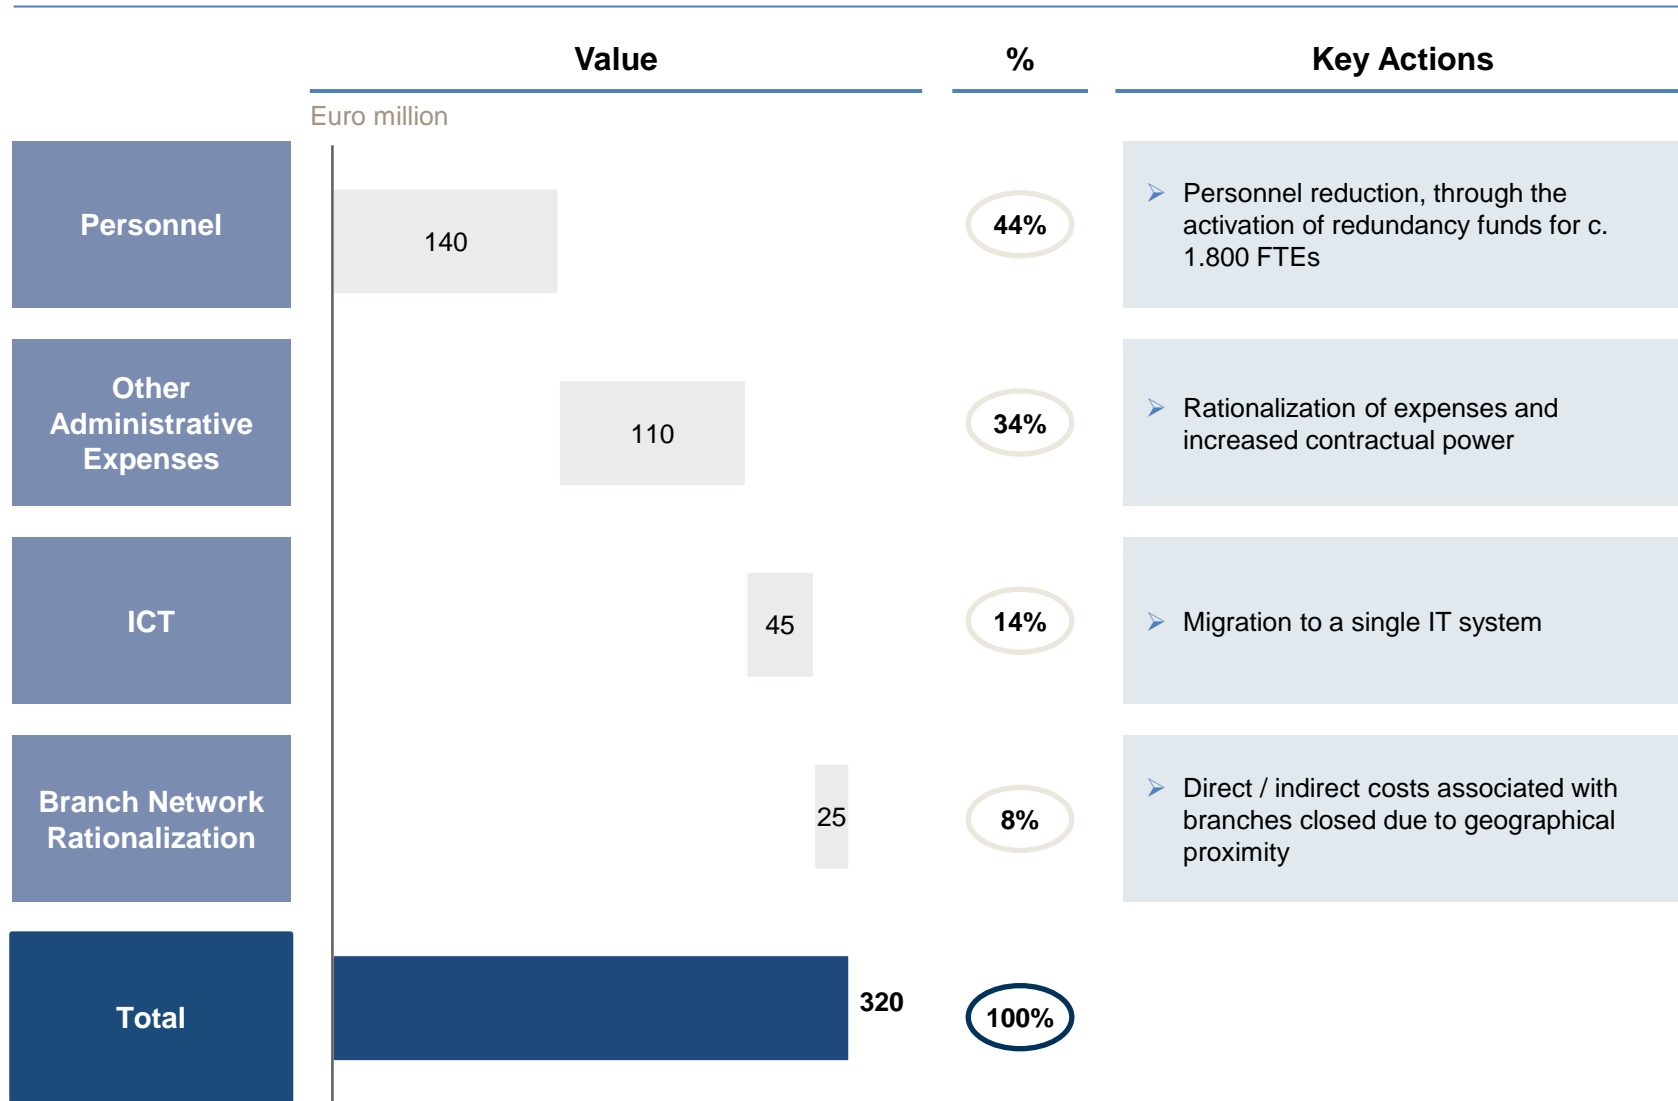 Value
%
Key Actions
Euro million
Personnel
140
44%
➢ Personnel reduction, through the
activation of redundancy funds for c.
1.800 FTEs
Other
Administrative
Expenses
110
34%
➢ Rationalization of expenses and
increased contractual power
ICT
45
14%
➢ Migration to a single IT system
Branch Network
Rationalization
25
8%
➢ Direct / indirect costs associated with
branches closed due to geographical
proximity
Total
320
100%